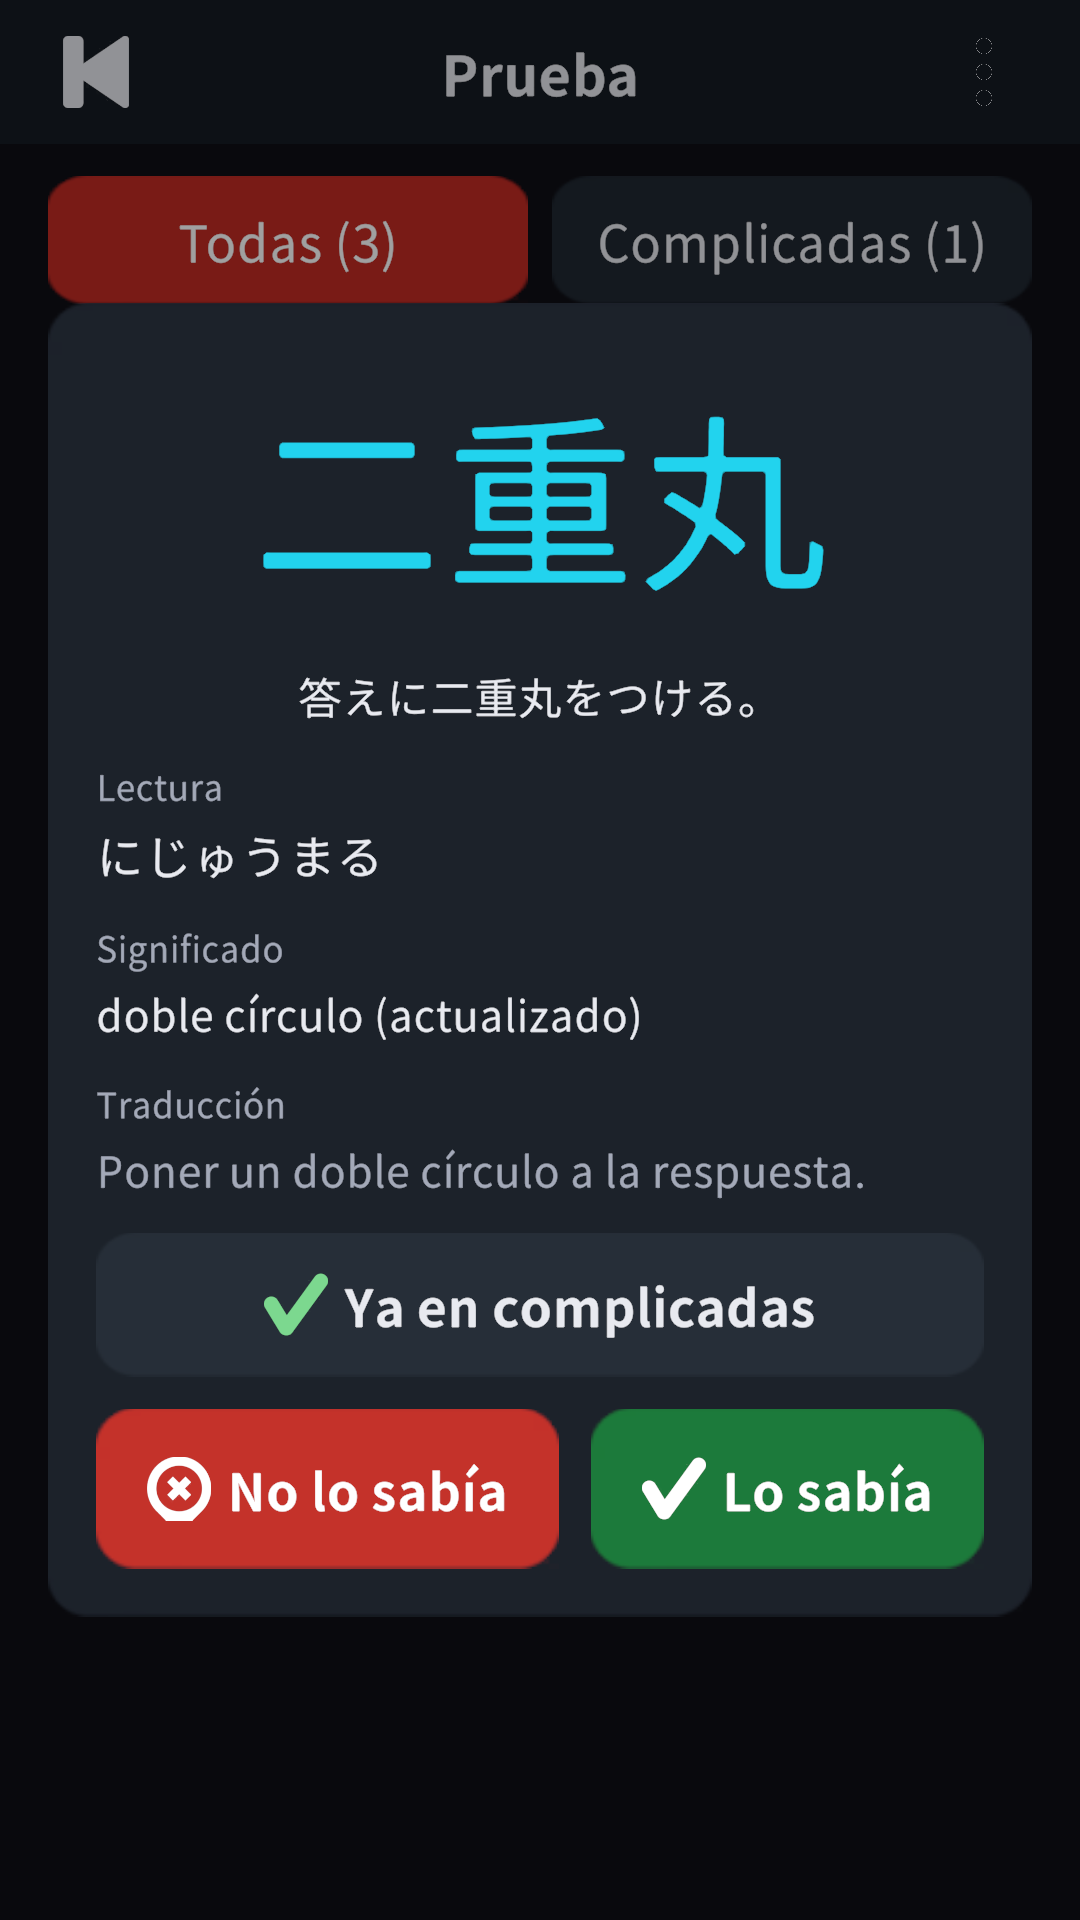 Prueba
Todas (3)
Complicadas (1)
二重丸
答えに二重丸をつける。
Lectura
にじゅうまる
Significado
doble círculo (actualizado)
Traducción
Poner un doble círculo a la respuesta.
Ya en complicadas
No lo sabía
Lo sabía